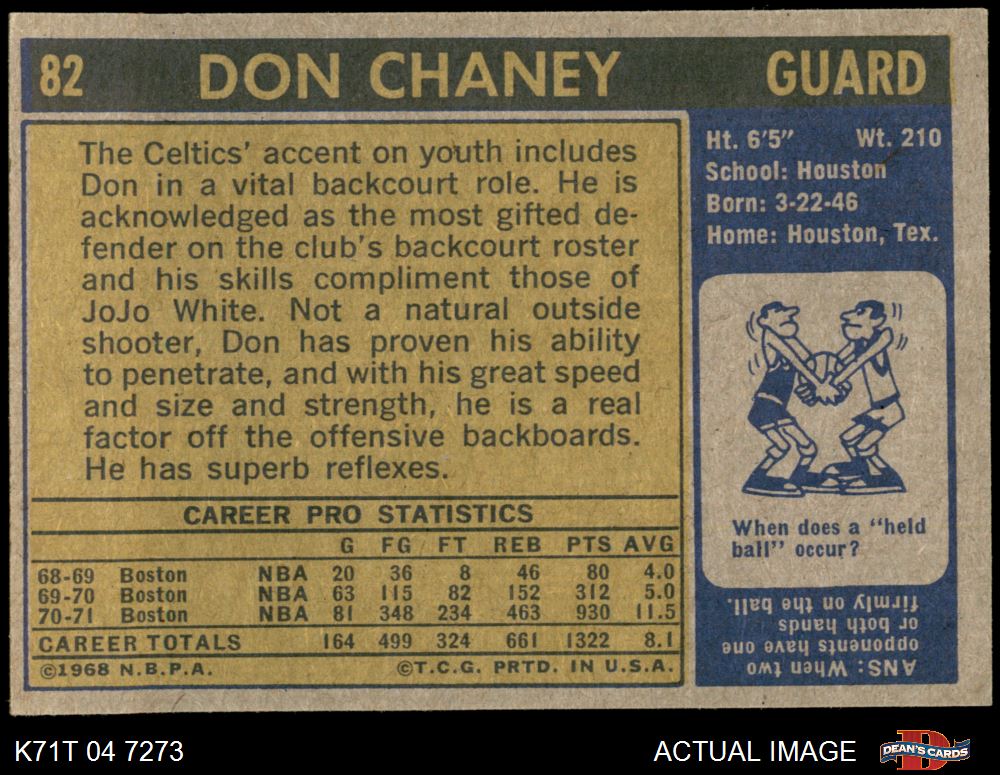 82 DON CHANEY GUARD
The Celtics' accent on youth includes
Don in a vital backcourt role. He is
acknowledged as the most gifted de-
fender on the club's backcourt roster
and his skills compliment those of
JoJo White. Not a natural outside
shooter, Don has proven his ability
to penetrate, and with his great speed
and size and strength, he is a real
factor off the offensive backboards.
He has superb reflexes.
CAREER PRO STATISTICS
G FG FT REB PTS AVG
68-69 Boston NBA 20 36 8 46 80 4.0
69-70 Boston NBA 63 115 82 152 312 5.0
70-71 Boston NBA 81 348 234 463 930 11.5
CAREER TOTALS 164 499 324 661 1322 8.1
©1968 N.B.P.A. ©T.C.G. PRTD. IN U.S.A.
Ht. 6'5" Wt. 210
School: Houston
Born: 3-22-46
Home: Houston, Tex.
When does a "held
ball" occur?
ANS: When two
opponents have one
or both hands
firmly on the ball.
K71T 04 7273
ACTUAL IMAGE
DEAN'S CARDS